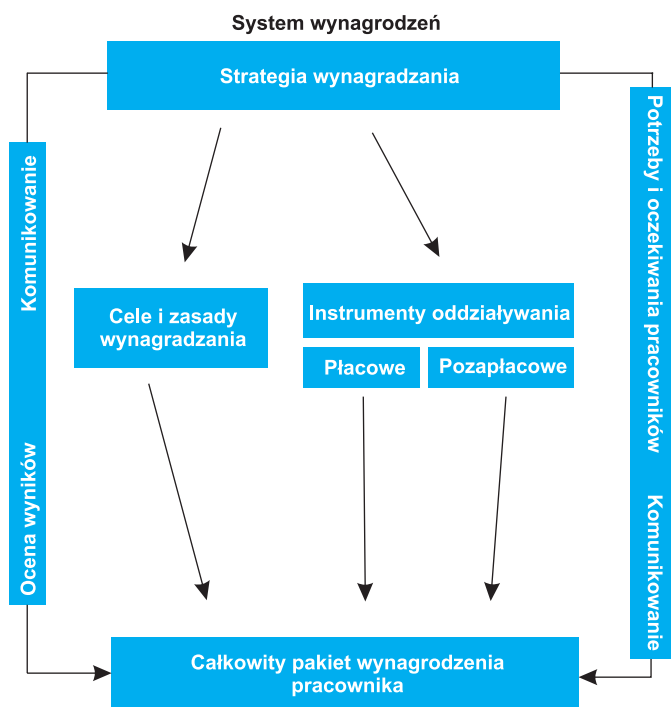 System wynagrodzeń
Strategia wynagradzania
Komunikowanie
Ocena wyników
Cele i zasady
wynagradzania
Instrumenty oddziaływania
Płacowe
Pozapłacowe
Potrzeby i oczekiwania pracowników
Komunikowanie
Całkowity pakiet wynagrodzenia
pracownika